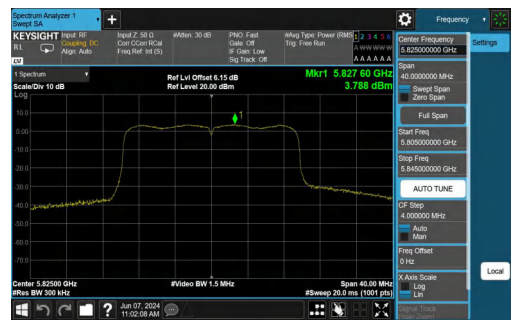 Spectrum Analyzer 1
Swept SA
Frequency
KEYSIGHT
Input: RF
Coupling: DC
Align: Auto
RL
Input Z: 50 Ω
Corr CCorr RCal
Freq Ref: Int (S)
#Atten: 30 dB
PNO: Fast
Gate: Off
IF Gain: Low
Sig Track: Off
#Avg Type: Power (RMS)
Trig: Free Run
1 2 3 4 5 6
A W W W W W
A A A A A A
1 Spectrum
Scale/Div 10 dB
Log
Ref Lvl Offset 6.15 dB
Ref Level 20.00 dBm
Mkr1 5.827 60 GHz
3.788 dBm
1
10.0
0.00
-10.0
-20.0
-30.0
-40.0
-50.0
-60.0
-70.0
Center 5.82500 GHz
#Res BW 300 kHz
#Video BW 1.5 MHz
Span 40.00 MHz
#Sweep 20.0 ms (1001 pts)
Jun 07, 2024
11:02:08 AM
?
Center Frequency
5.825000000 GHz
Span
40.0000000 MHz
Swept Span
Zero Span
Full Span
Start Freq
5.805000000 GHz
Stop Freq
5.845000000 GHz
AUTO TUNE
CF Step
4.000000 MHz
Auto
Man
Freq Offset
0 Hz
X Axis Scale
Log
Lin
Signal Track
Settings
Local